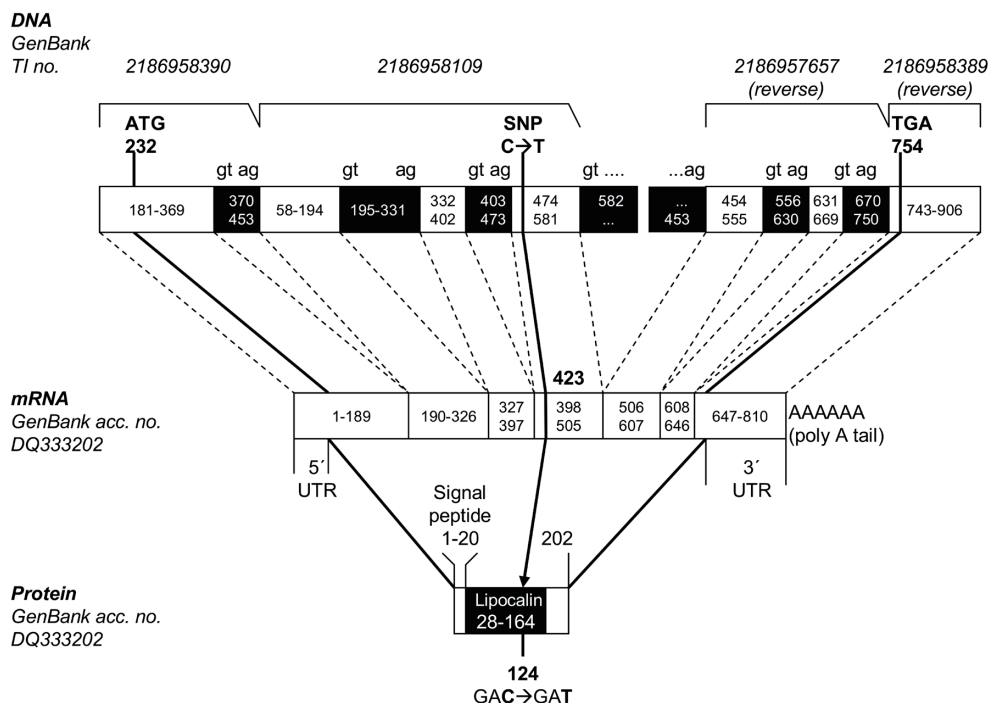 DNA
GenBank
TI no.
2186958390
2186958109
2186957657
(reverse)
2186958389
(reverse)
ATG
232
SNP
C→T
TGA
754
gt ag
gt ag
gt ag
gt ....
...ag
gt ag
gt ag
181-369
370
453
58-194
195-331
332
402
403
473
474
581
582
...
...
453
454
555
556
630
631
669
670
750
743-906
423
mRNA
GenBank acc. no.
DQ333202
1-189
190-326
327
397
398
505
506
607
608
646
647-810
AAAAAA
(poly A tail)
5´
UTR
3´
UTR
Signal
peptide
1-20
202
Protein
GenBank acc. no.
DQ333202
Lipocalin
28-164
124
GAC→GAT